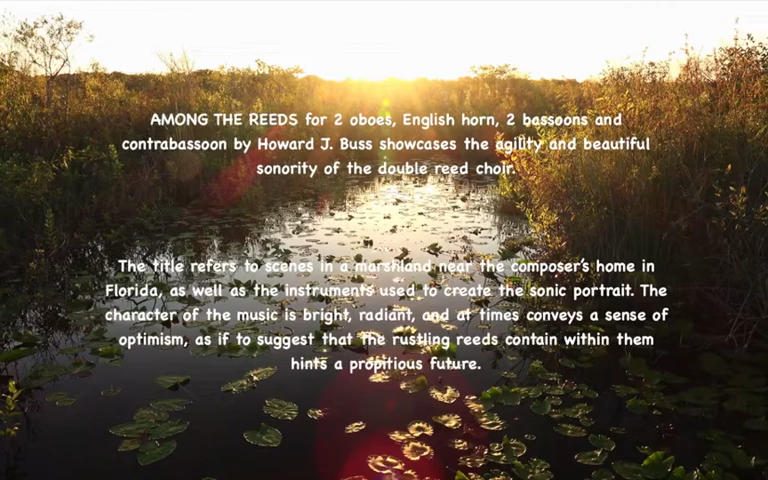 AMONG THE REEDS for 2 oboes, English horn, 2 bassoons and
contrabassoon by Howard J. Buss showcases the agility and beautiful
sonority of the double reed choir.
The title refers to scenes in a marshland near the composer's home in
Florida, as well as the instruments used to create the sonic portrait. The
character of the music is bright, radiant, and at times conveys a sense of
optimism, as if to suggest that the rustling reeds contain within them
hints a propitious future.